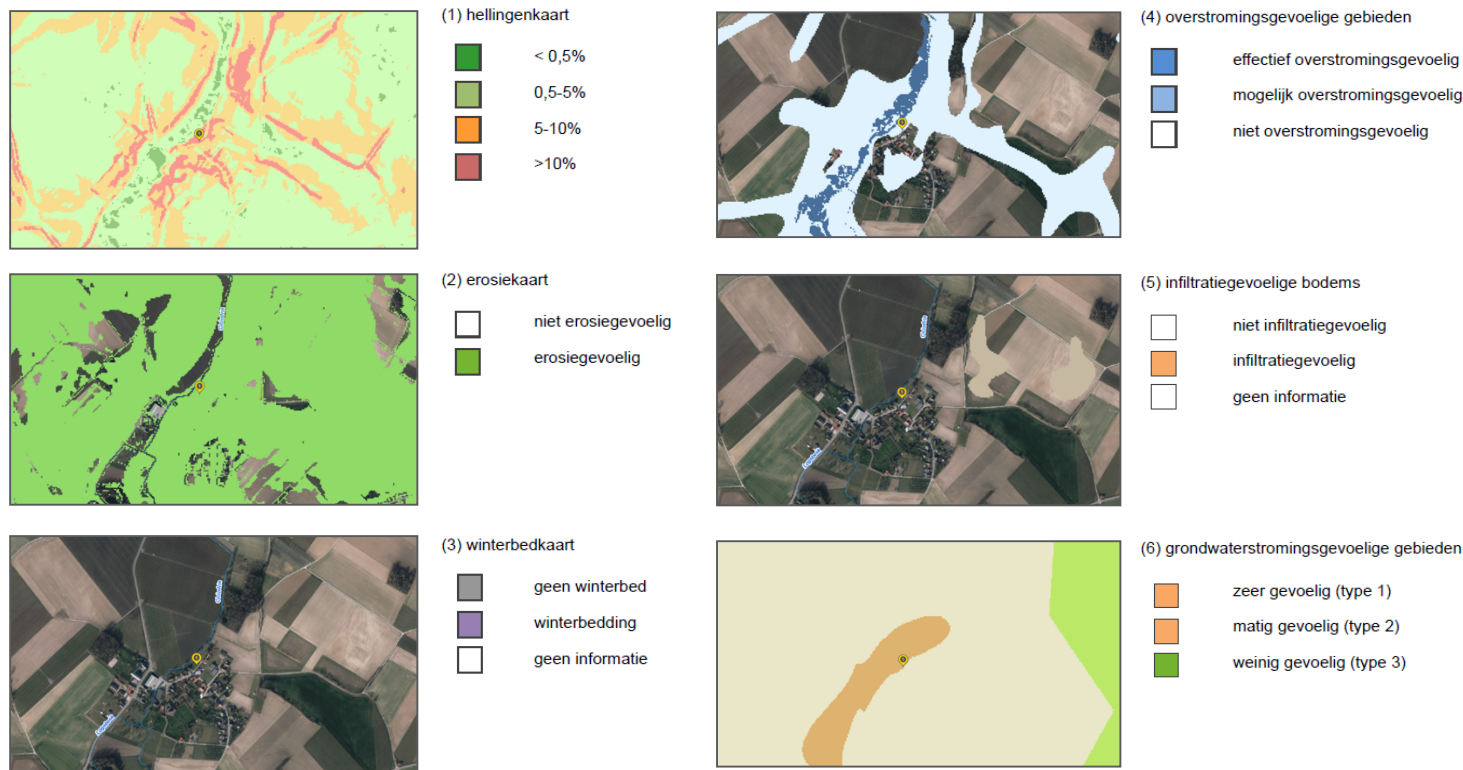 (1) hellingenkaart
< 0,5%
0,5-5%
5-10%
>10%
(2) erosiekaart
niet erosiegevoelig
erosiegevoelig
(3) winterbedkaart
geen winterbed
winterbedding
geen informatie
(4) overstromingsgevoelige gebieden
effectief overstromingsgevoelig
mogelijk overstromingsgevoelig
niet overstromingsgevoelig
(5) infiltratiegevoelige bodems
niet infiltratiegevoelig
infiltratiegevoelig
geen informatie
(6) grondwaterstromingsgevoelige gebieden
zeer gevoelig (type 1)
matig gevoelig (type 2)
weinig gevoelig (type 3)